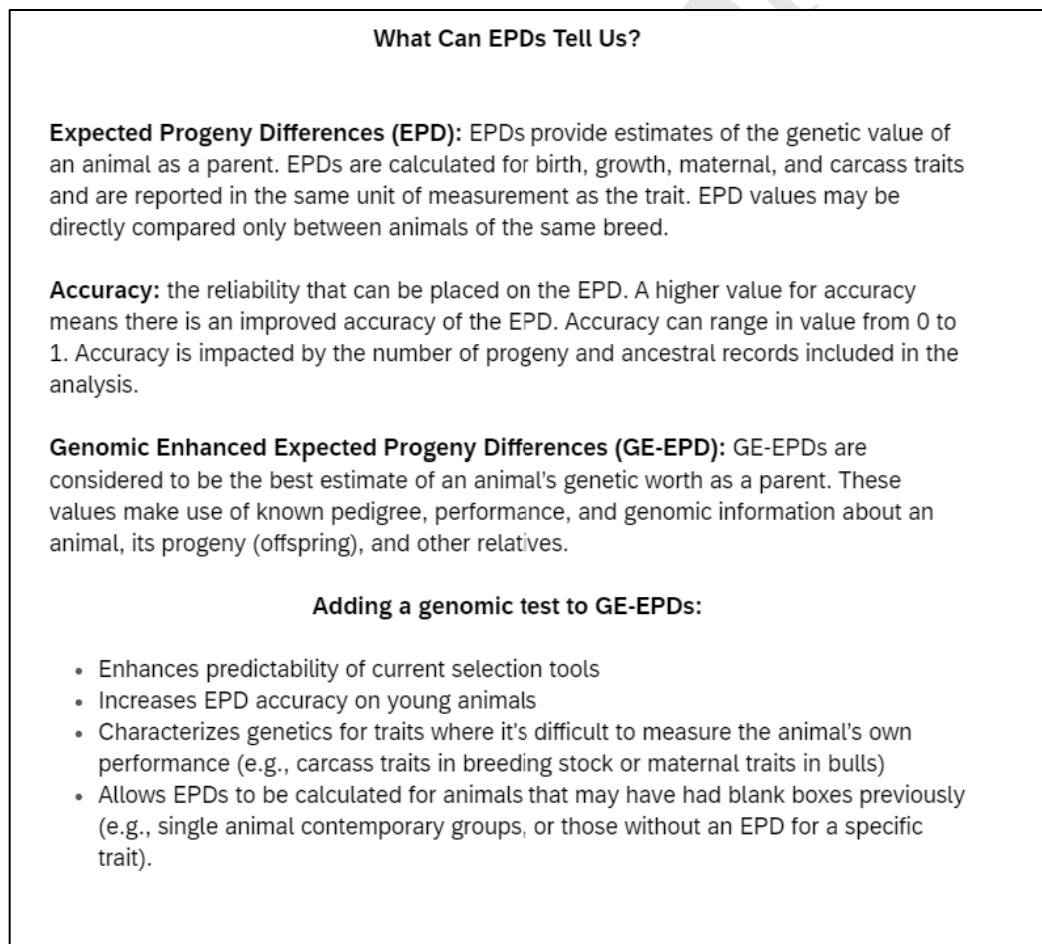 What Can EPDs Tell Us?
Expected Progeny Differences (EPD): EPDs provide estimates of the genetic value of
an animal as a parent. EPDs are calculated for birth, growth, maternal, and carcass traits
and are reported in the same unit of measurement as the trait. EPD values may be
directly compared only between animals of the same breed.
Accuracy: the reliability that can be placed on the EPD. A higher value for accuracy
means there is an improved accuracy of the EPD. Accuracy can range in value from 0 to
1. Accuracy is impacted by the number of progeny and ancestral records included in the
analysis.
Genomic Enhanced Expected Progeny Differences (GE-EPD): GE-EPDs are
considered to be the best estimate of an animal's genetic worth as a parent. These
values make use of known pedigree, performance, and genomic information about an
animal, its progeny (offspring), and other relatives.
Adding a genomic test to GE-EPDs:
• Enhances predictability of current selection tools
• Increases EPD accuracy on young animals
• Characterizes genetics for traits where it's difficult to measure the animal's own
performance (e.g., carcass traits in breeding stock or maternal traits in bulls)
• Allows EPDs to be calculated for animals that may have had blank boxes previously
(e.g., single animal contemporary groups, or those without an EPD for a specific
trait).